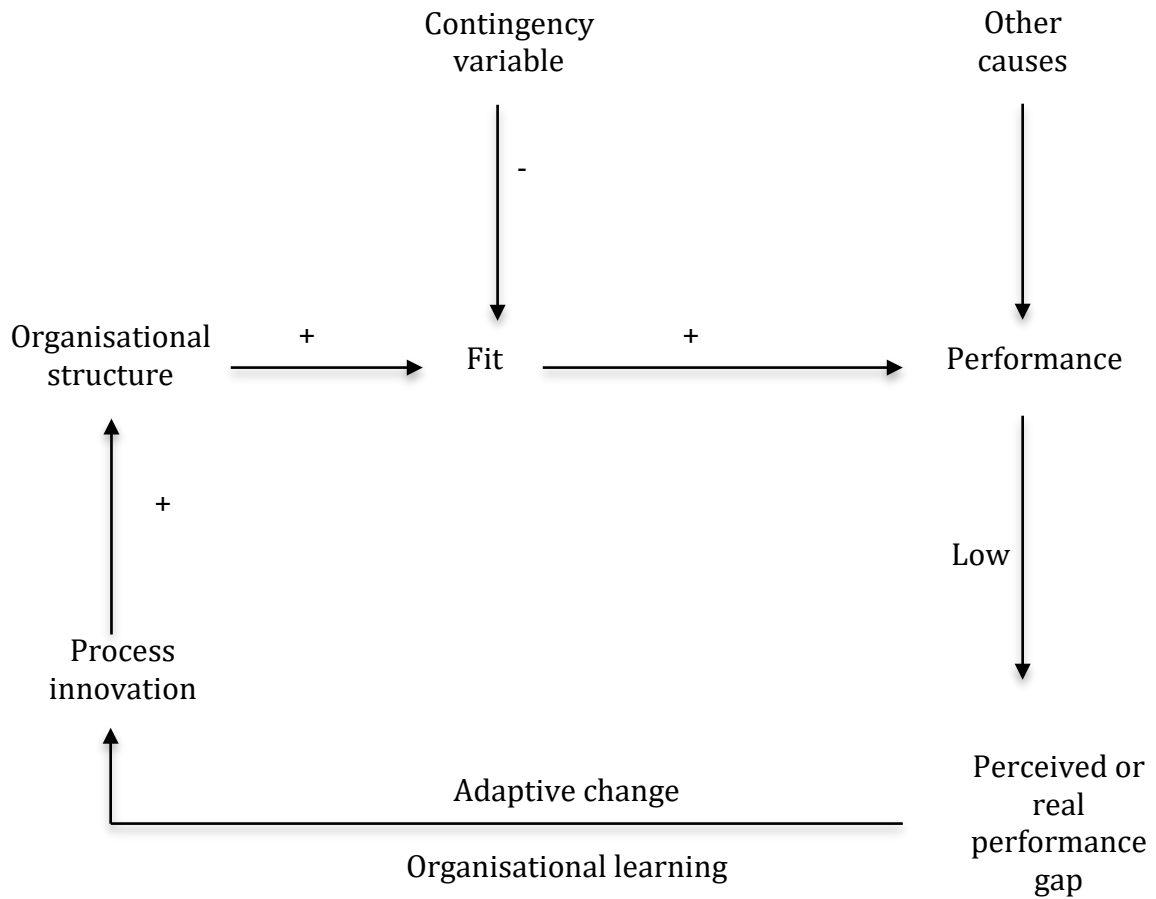 Contingency
variable
Other
causes
-
Organisational
structure
+
Fit
+
Performance
+
Low
Process
innovation
Adaptive change
Organisational learning
Perceived or
real
performance
gap